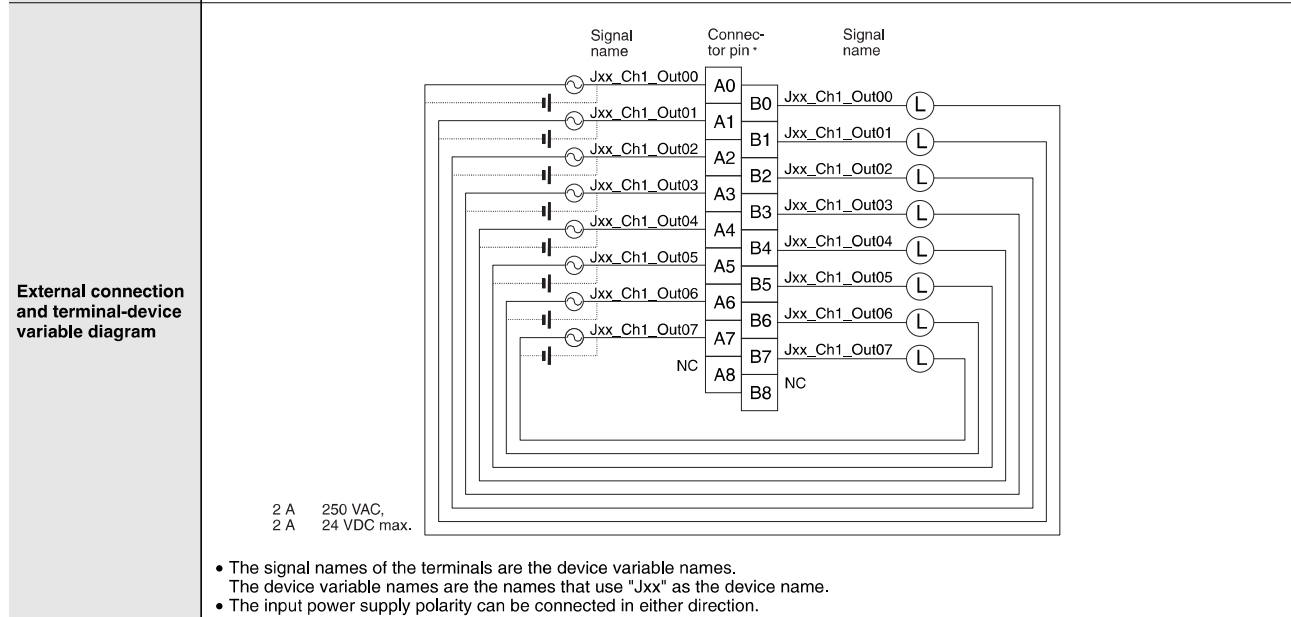 External connection
and terminal-device
variable diagram
Signal
name
Connec-
tor pin *
Signal
name
Jxx_Ch1_Out00
A0
B0
Jxx_Ch1_Out00
L
Jxx_Ch1_Out01
A1
B1
Jxx_Ch1_Out01
L
Jxx_Ch1_Out02
A2
B2
Jxx_Ch1_Out02
L
Jxx_Ch1_Out03
A3
B3
Jxx_Ch1_Out03
L
Jxx_Ch1_Out04
A4
B4
Jxx_Ch1_Out04
L
Jxx_Ch1_Out05
A5
B5
Jxx_Ch1_Out05
L
Jxx_Ch1_Out06
A6
B6
Jxx_Ch1_Out06
L
Jxx_Ch1_Out07
A7
B7
Jxx_Ch1_Out07
L
NC
A8
B8
NC
2 A 250 VAC,
2 A 24 VDC max.
• The signal names of the terminals are the device variable names.
The device variable names are the names that use "Jxx" as the device name.
• The input power supply polarity can be connected in either direction.